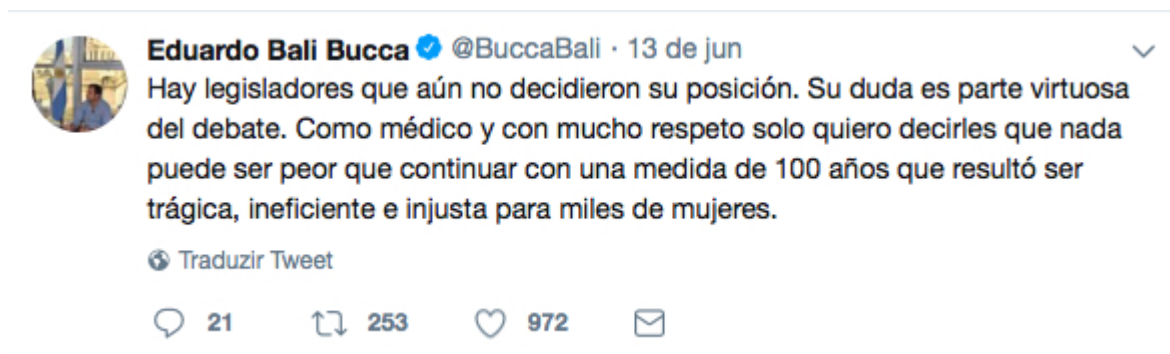 Eduardo Bali Bucca @BuccaBali · 13 de jun
Hay legisladores que aún no decidieron su posición. Su duda es parte virtuosa
del debate. Como médico y con mucho respeto solo quiero decirles que nada
puede ser peor que continuar con una medida de 100 años que resultó ser
trágica, ineficiente e injusta para miles de mujeres.
Traduzir Tweet
21 253 972